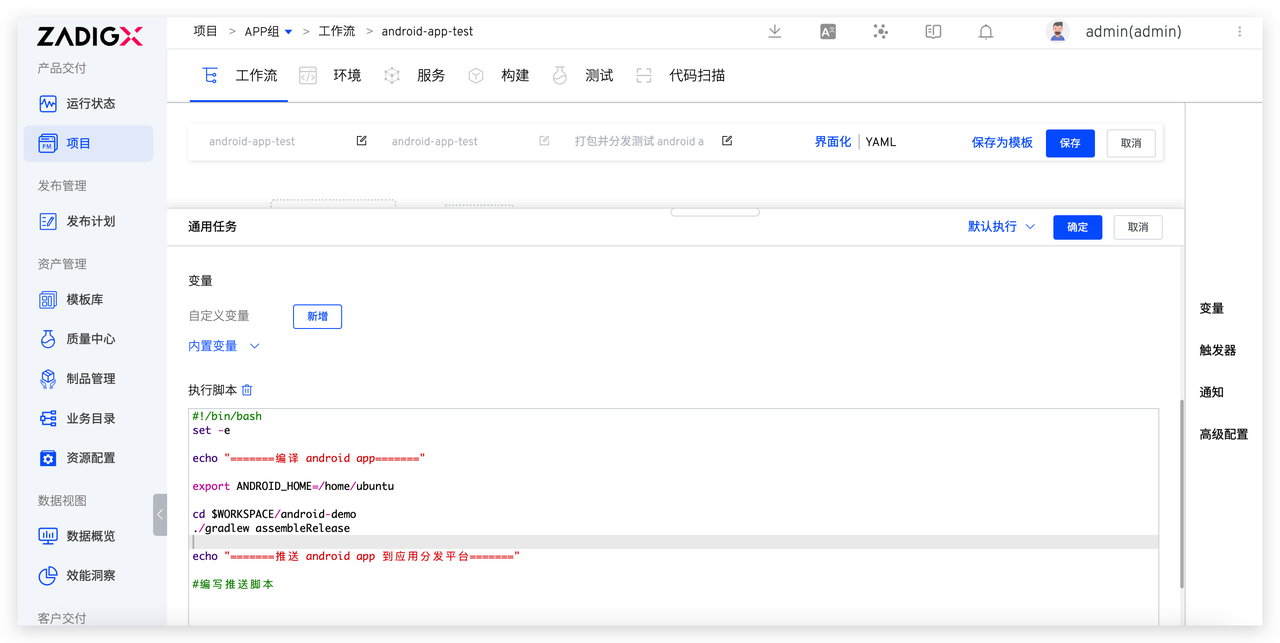 ZADIGX
项目 > APP组 > 工作流 > android-app-test
admin(admin)
产品交付
运行状态
项目
发布管理
发布计划
资产管理
模板库
质量中心
制品管理
业务目录
资源配置
数据视图
数据概览
效能洞察
客户交付
工作流 环境 服务 构建 测试 代码扫描
android-app-test android-app-test 打包并分发测试 android a 界面化 YAML 保存为模板 保存 取消
通用任务 默认执行 确定 取消
变量
自定义变量 新增
内置变量
执行脚本
#!/bin/bash
set -e
echo "=======编译 android app======="
export ANDROID_HOME=/home/ubuntu
cd $WORKSPACE/android-demo
./gradlew assembleRelease
echo "=======推送 android app 到应用分发平台======="
#编写推送脚本
变量
触发器
通知
高级配置